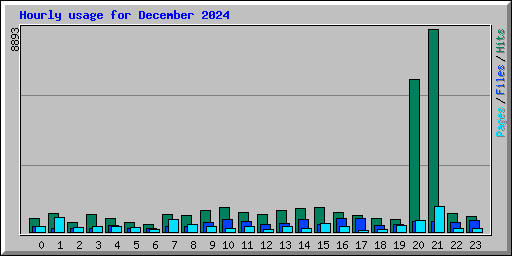 Hourly usage for December 2024
8893
Pages/Files/Hits
0 1 2 3 4 5 6 7 8 9 10 11 12 13 14 15 16 17 18 19 20 21 22 23